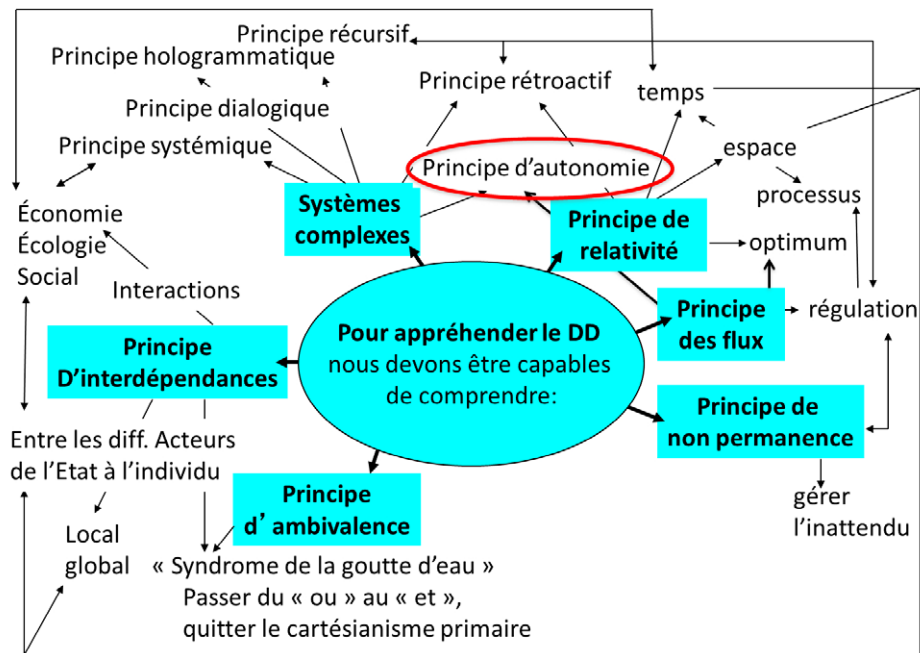 Principe récursif
Principe hologrammatique
Principe rétroactif
temps
Principe dialogique
Principe systémique
Principe d’autonomie
espace
processus
Économie
Écologie
Social
Systèmes
complexes
Principe de
relativité
optimum
Interactions
Principe
des flux
régulation
Principe
D’interdépendances
Pour appréhender le DD
nous devons être capables
de comprendre:
Principe de
non permanence
Entre les diff. Acteurs
de l’Etat à l’individu
Principe
d’ ambivalence
gérer
l’inattendu
Local
global
« Syndrome de la goutte d’eau »
Passer du « ou » au « et »,
quitter le cartésianisme primaire